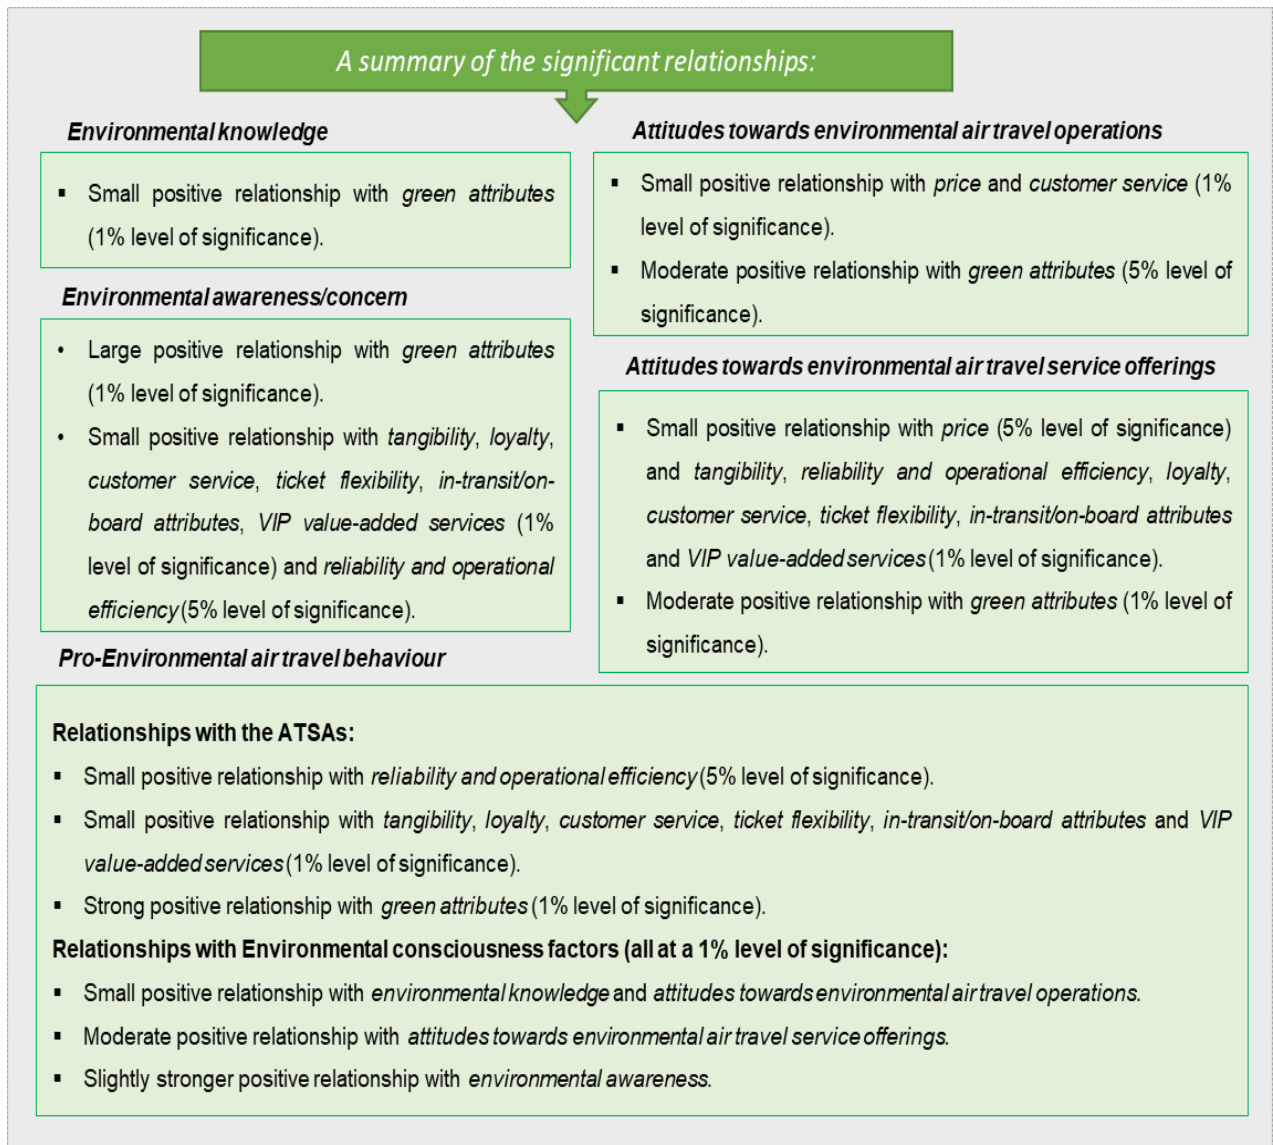 A summary of the significant relationships:
Environmental knowledge
▪ Small positive relationship with green attributes
(1% level of significance).
Environmental awareness/concern
• Large positive relationship with green attributes
(1% level of significance).
• Small positive relationship with tangibility, loyalty,
customer service, ticket flexibility, in-transit/on-
board attributes, VIP value-added services (1%
level of significance) and reliability and operational
efficiency (5% level of significance).
Attitudes towards environmental air travel operations
▪ Small positive relationship with price and customer service (1%
level of significance).
▪ Moderate positive relationship with green attributes (5% level of
significance).
Attitudes towards environmental air travel service offerings
▪ Small positive relationship with price (5% level of significance)
and tangibility, reliability and operational efficiency, loyalty,
customer service, ticket flexibility, in-transit/on-board attributes
and VIP value-added services (1% level of significance).
▪ Moderate positive relationship with green attributes (1% level of
significance).
Pro-Environmental air travel behaviour
Relationships with the ATSAs:
▪ Small positive relationship with reliability and operational efficiency (5% level of significance).
▪ Small positive relationship with tangibility, loyalty, customer service, ticket flexibility, in-transit/on-board attributes and VIP
value-added services (1% level of significance).
▪ Strong positive relationship with green attributes (1% level of significance).
Relationships with Environmental consciousness factors (all at a 1% level of significance):
▪ Small positive relationship with environmental knowledge and attitudes towards environmental air travel operations.
▪ Moderate positive relationship with attitudes towards environmental air travel service offerings.
▪ Slightly stronger positive relationship with environmental awareness.